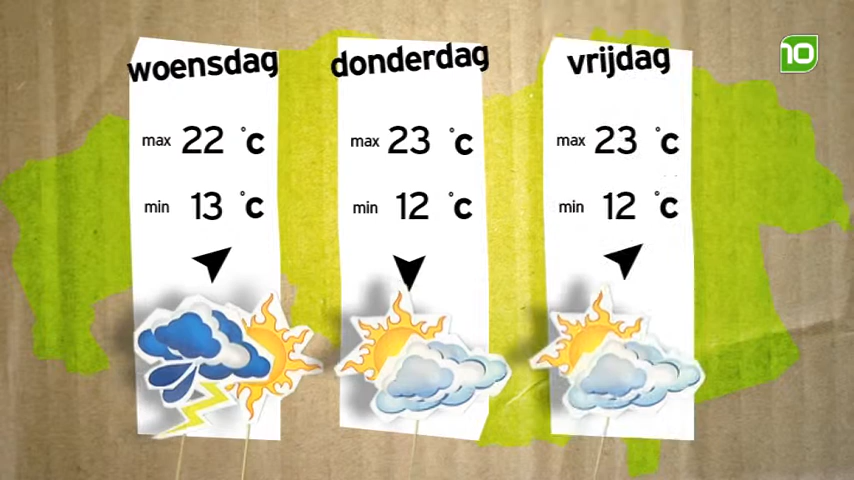 10
woensdag
max 22 °c
min 13 °c
donderdag
max 23 °c
min 12 °c
vrijdag
max 23 °c
min 12 °c